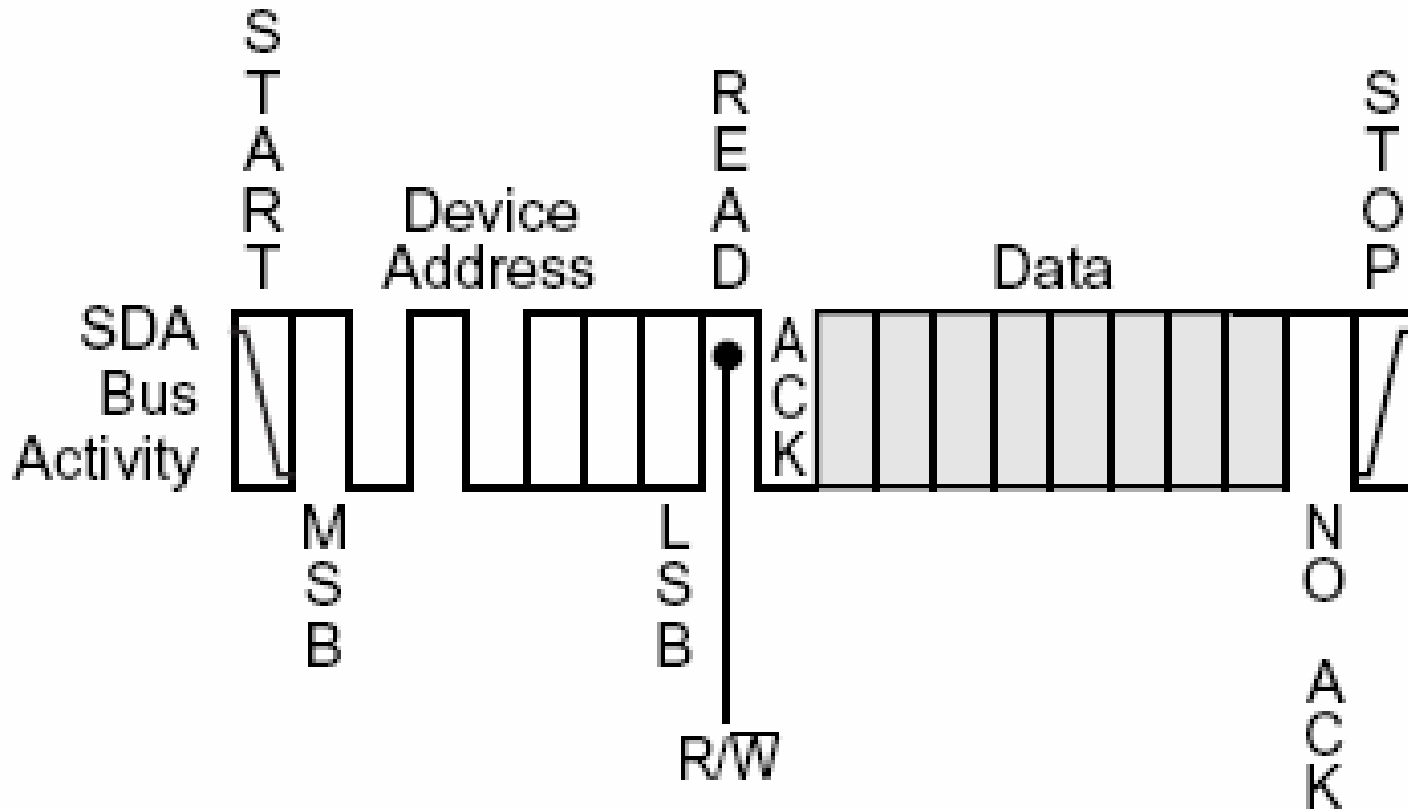 START
READ
STOP
Device
Address
Data
SDA
Bus
Activity
ACK
MSB
LSB
NO ACK
R/W̅